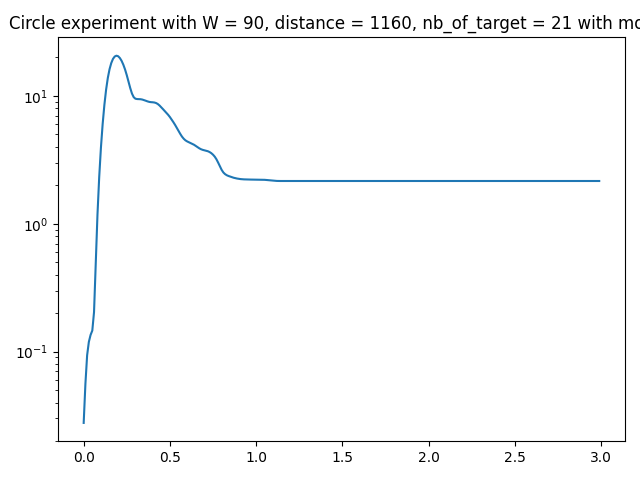 Circle experiment with W = 90, distance = 1160, nb_of_target = 21 with
10¹
10⁰
10⁻¹
0.0 0.5 1.0 1.5 2.0 2.5 3.0